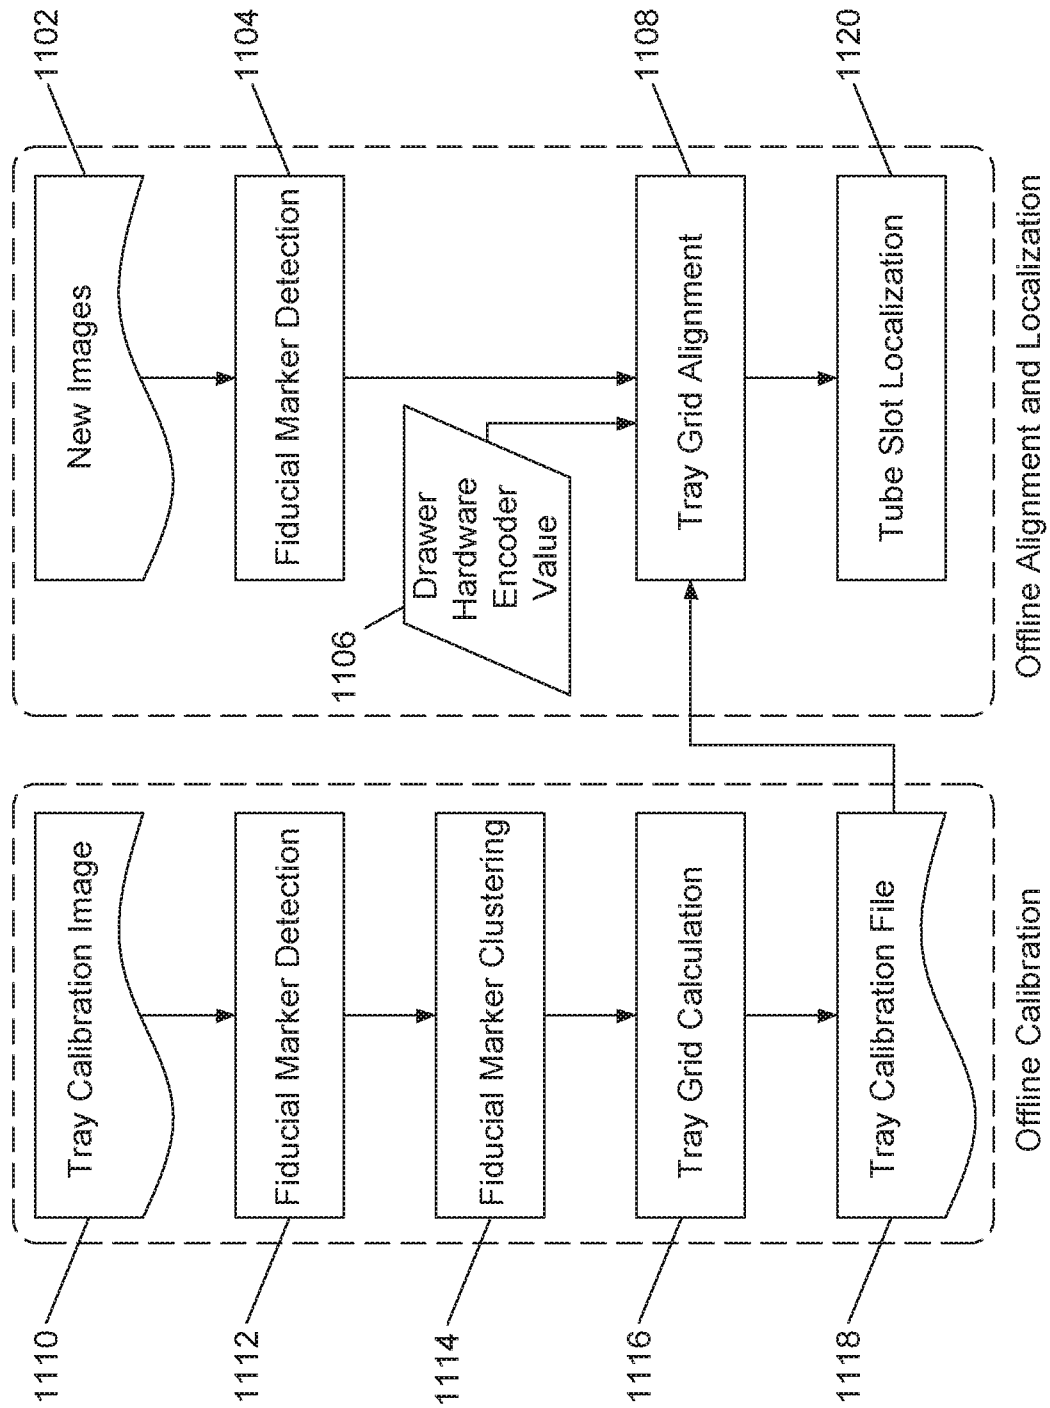 1110
Tray Calibration Image
1112
Fiducial Marker Detection
1114
Fiducial Marker Clustering
1116
Tray Grid Calculation
1118
Tray Calibration File
Offline Calibration
New Images
1102
Fiducial Marker Detection
1104
1106
Drawer
Hardware
Encoder
Value
Tray Grid Alignment
1108
Tube Slot Localization
1120
Offline Alignment and Localization